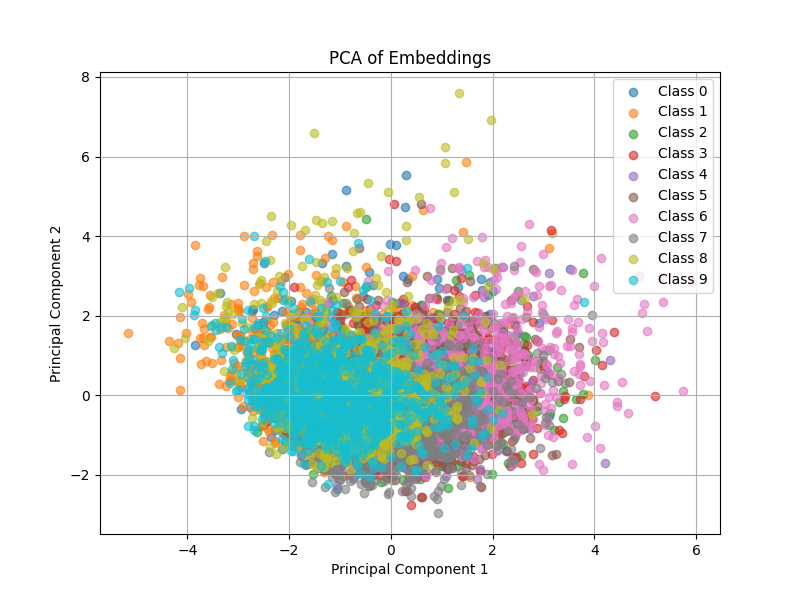 PCA of Embeddings
8
6
4
2
0
−2
−4
−2
0
2
4
6
Principal Component 1
Principal Component 2
Class 0
Class 1
Class 2
Class 3
Class 4
Class 5
Class 6
Class 7
Class 8
Class 9